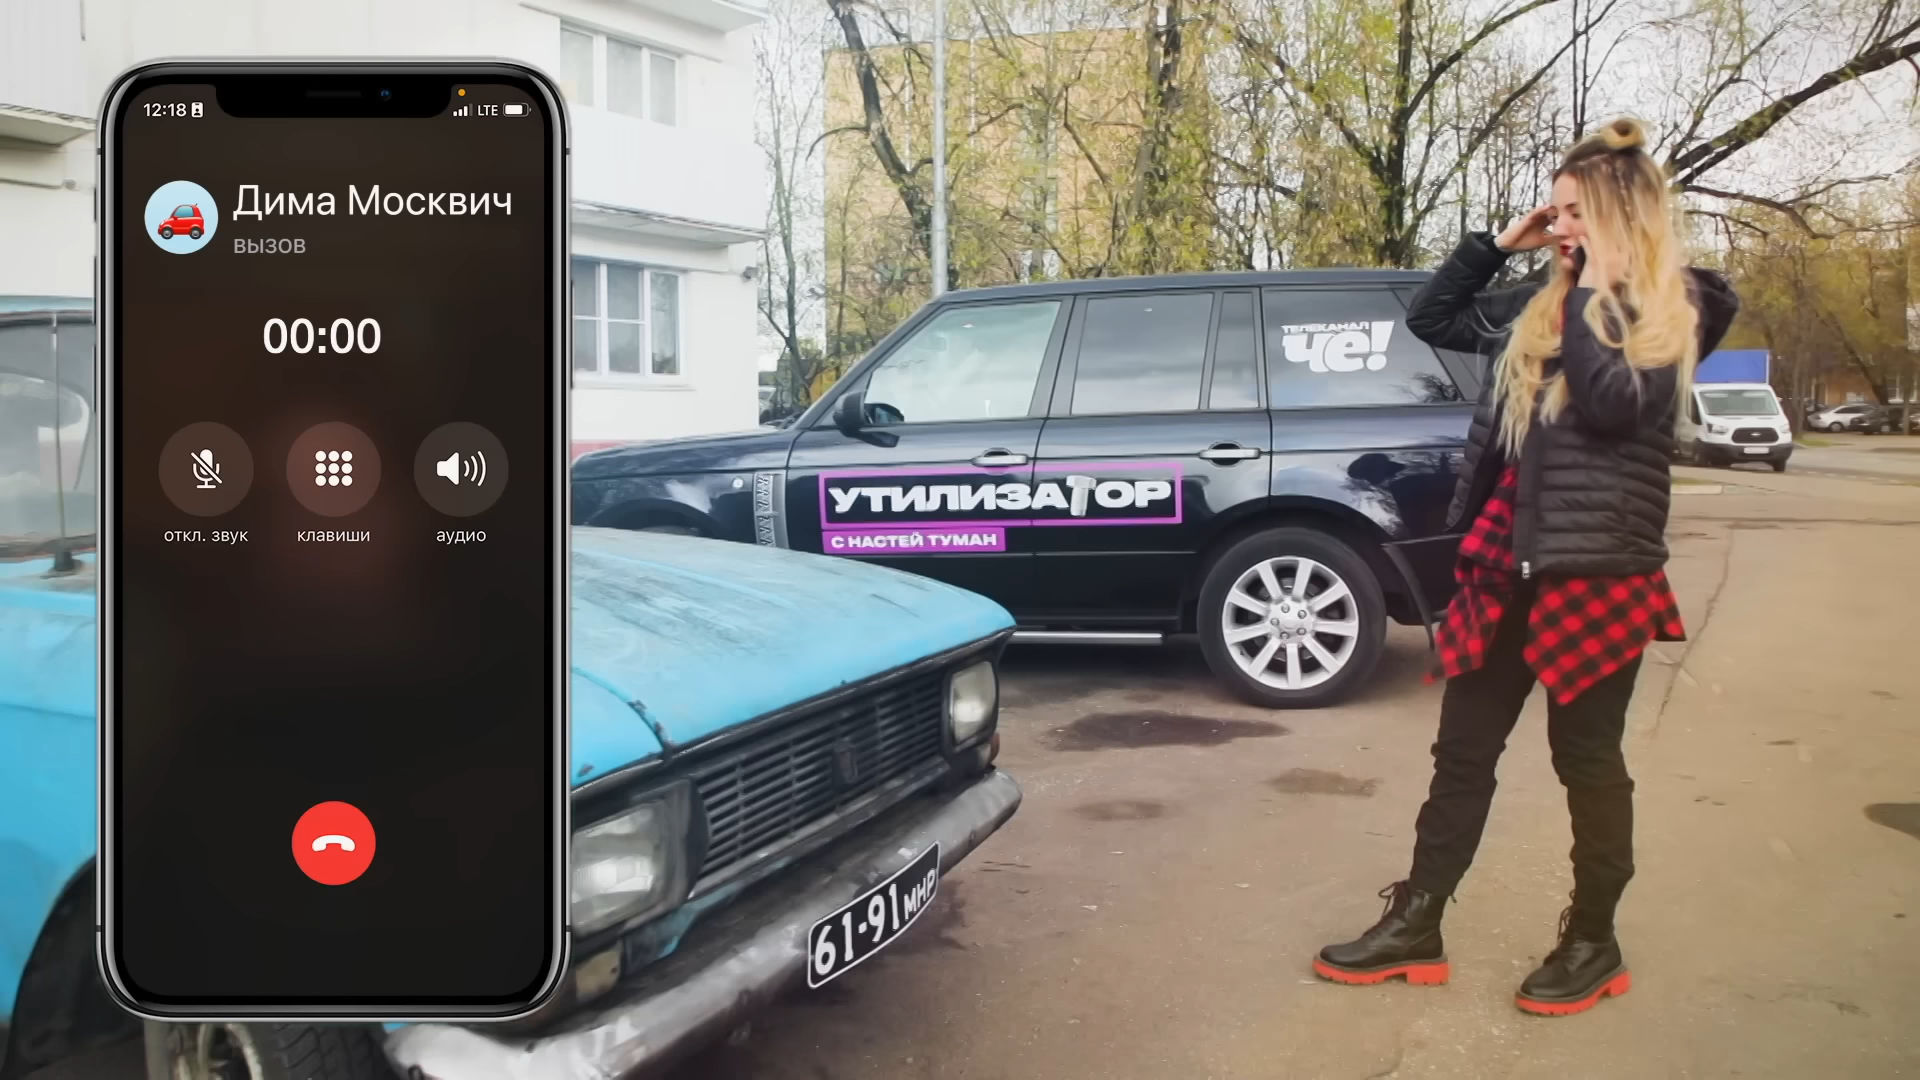 12:18
LTE
Дима Москвич
вызов
00:00
откл. звук
клавиши
аудио
ТЕЛЕКАНАЛ
че!
УТИЛИЗАТОР
С НАСТЕЙ ТУМАН
61-91 МНР